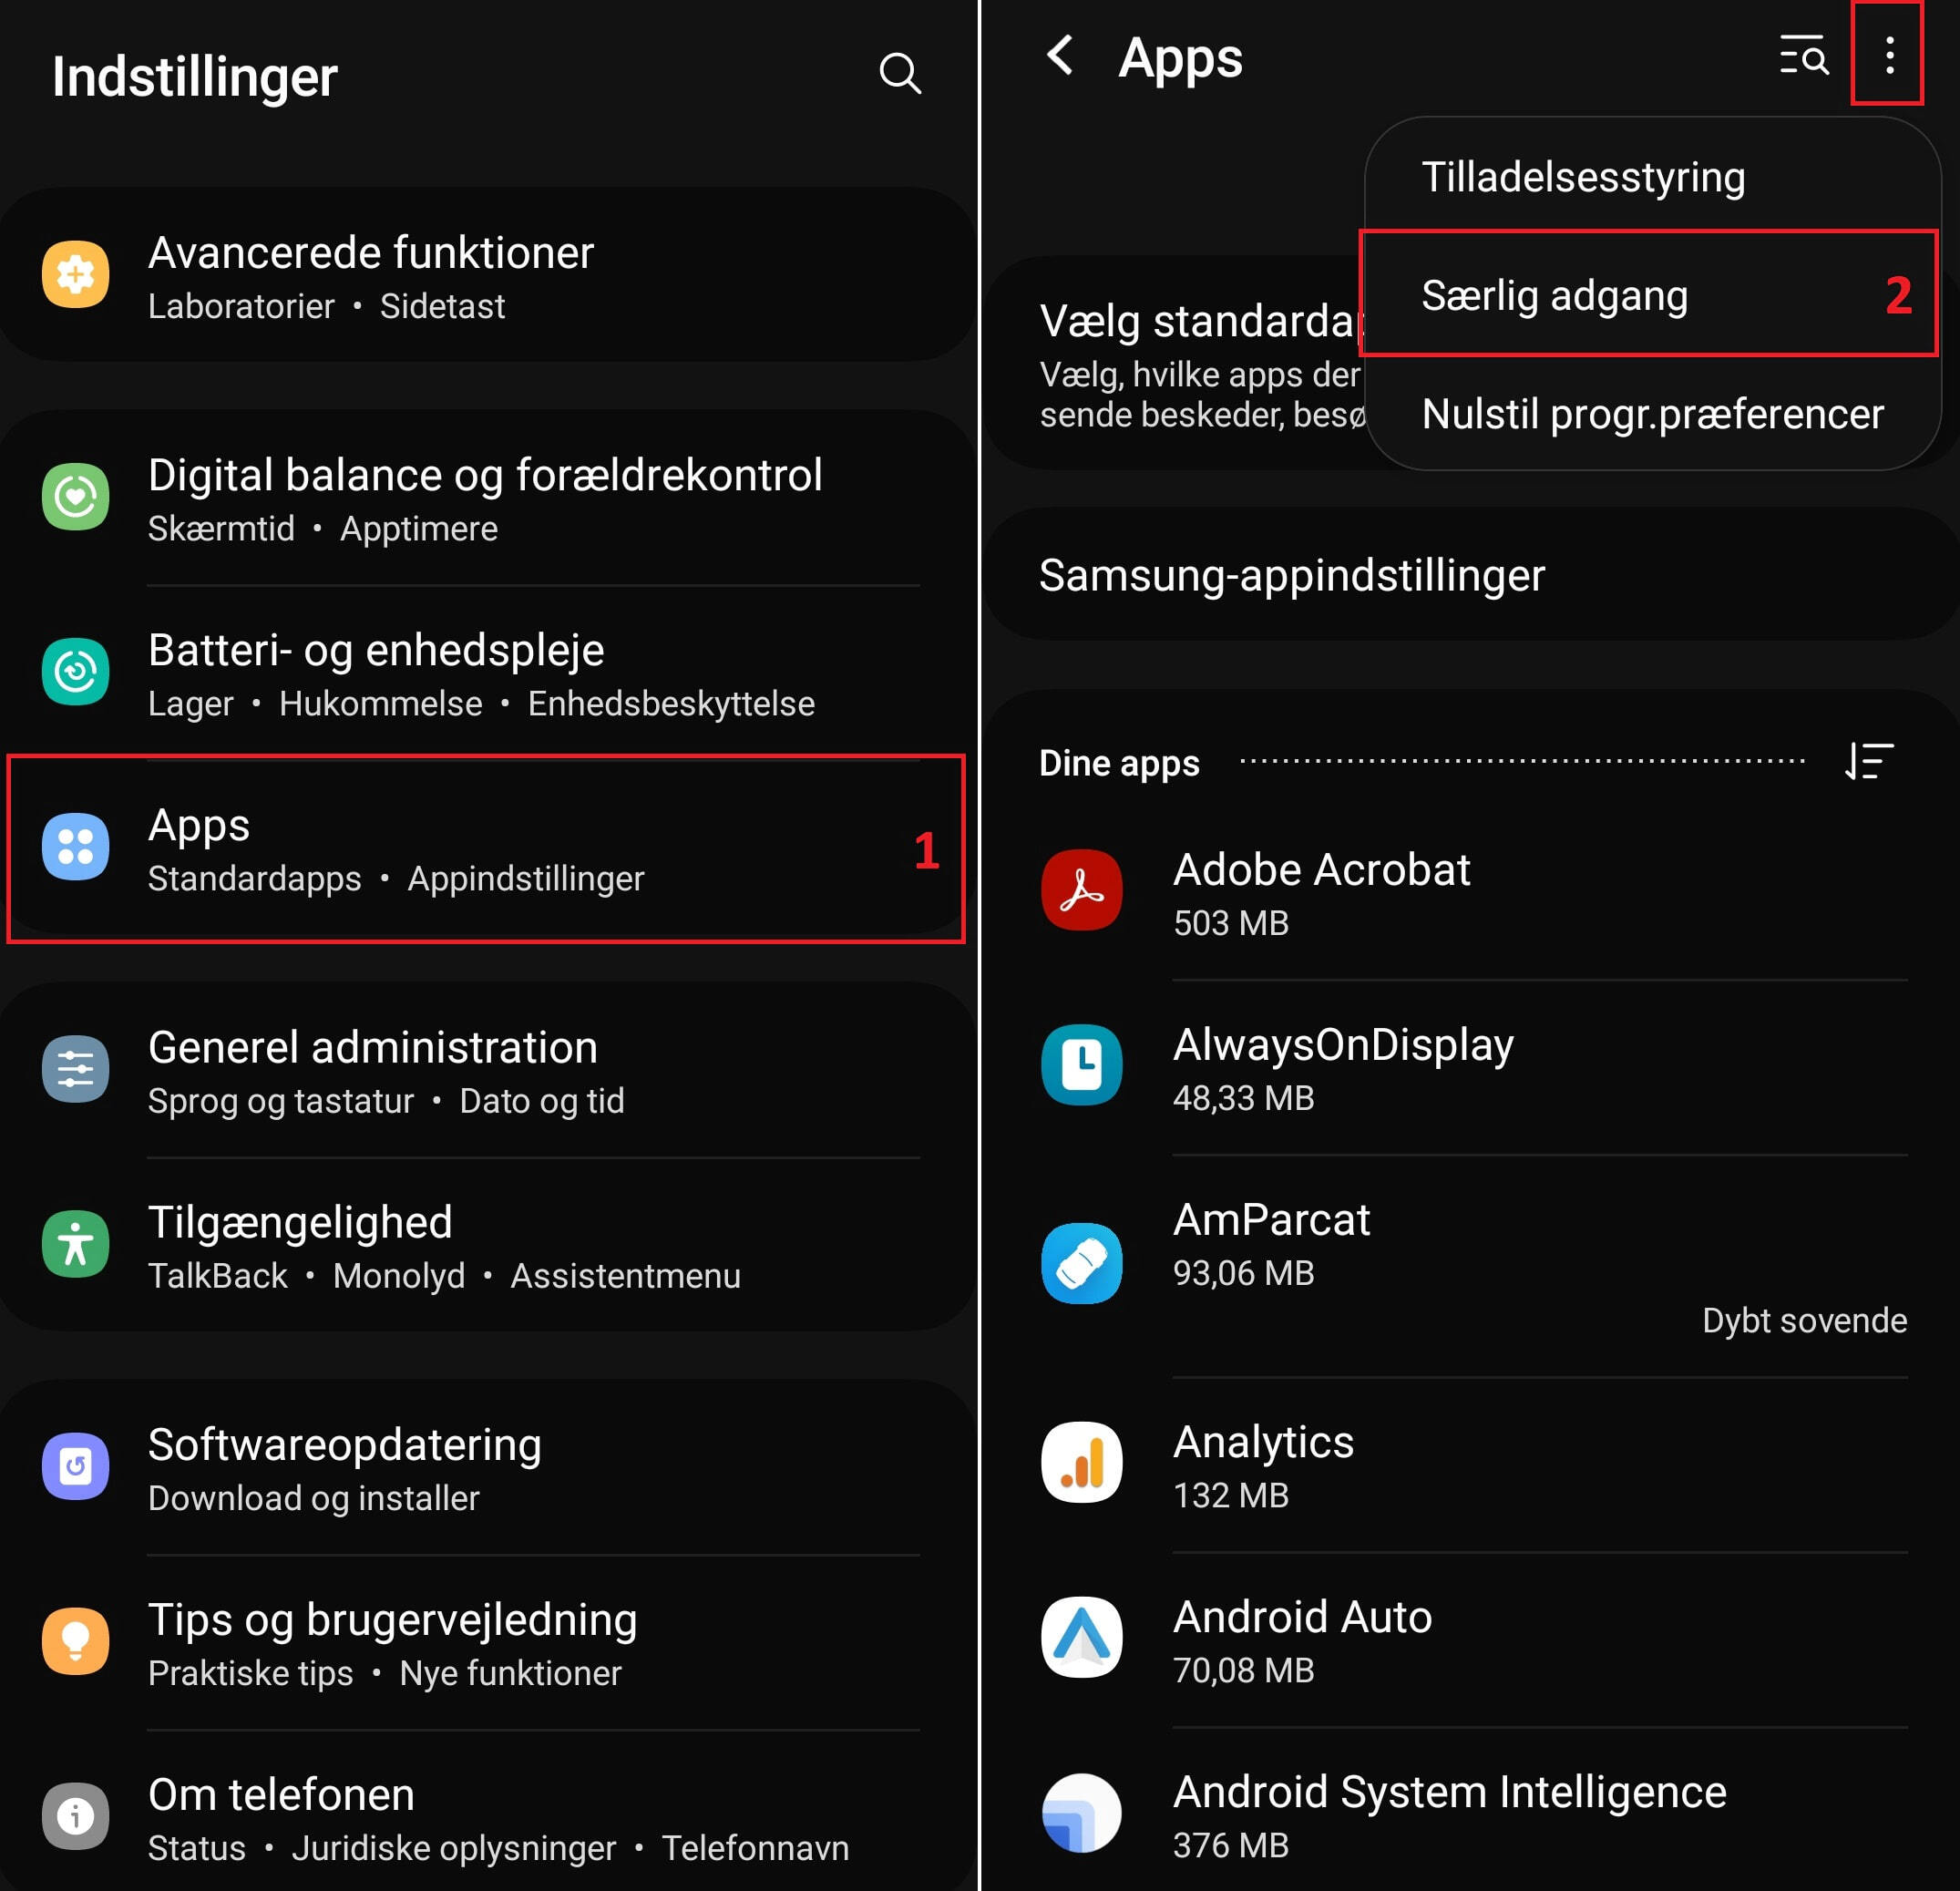 Indstillinger
Avancerede funktioner
Laboratorier • Sidetast
Digital balance og forældrekontrol
Skærmtid • Apptimere
Batteri- og enhedspleje
Lager • Hukommelse • Enhedsbeskyttelse
Apps
Standardapps • Appindstillinger
1
Generel administration
Sprog og tastatur • Dato og tid
Tilgængelighed
TalkBack • Monolyd • Assistentmenu
Softwareopdatering
Download og installer
Tips og brugervejledning
Praktiske tips • Nye funktioner
Om telefonen
Status • Juridiske oplysninger • Telefonnavn
Apps
Tilladelsesstyring
Særlig adgang
2
Nulstil progr.præferencer
Vælg
Vælg, hvilke apps der
sende beskeder,
Samsung-appindstillinger
Dine apps
Adobe Acrobat
503 MB
AlwaysOnDisplay
48,33 MB
AmParcat
93,06 MB
Dybt sovende
Analytics
132 MB
Android Auto
70,08 MB
Android System Intelligence
376 MB